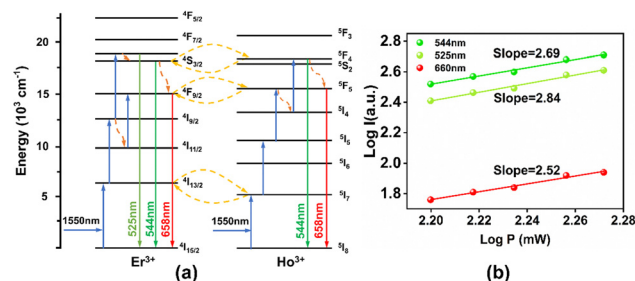 Energy (10³ cm⁻¹)
20
15
10
5
0
⁴F₅/₂
⁴F₇/₂
⁴S₃/₂
⁴F₉/₂
⁴I₉/₂
⁴I₁₁/₂
⁴I₁₃/₂
⁴I₁₅/₂
1550nm
525nm
544nm
658nm
Er³⁺
⁵F₃
⁵F₄
⁵S₂
⁵F₅
⁵I₄
⁵I₅
⁵I₆
⁵I₇
⁵I₈
1550nm
544nm
658nm
Ho³⁺
(a)
544nm
525nm
660nm
Slope=2.69
Slope=2.84
Slope=2.52
Log I(a.u.)
2.8
2.6
2.4
2.2
2.0
1.8
1.6
2.20 2.22 2.24 2.26 2.28
Log P (mW)
(b)